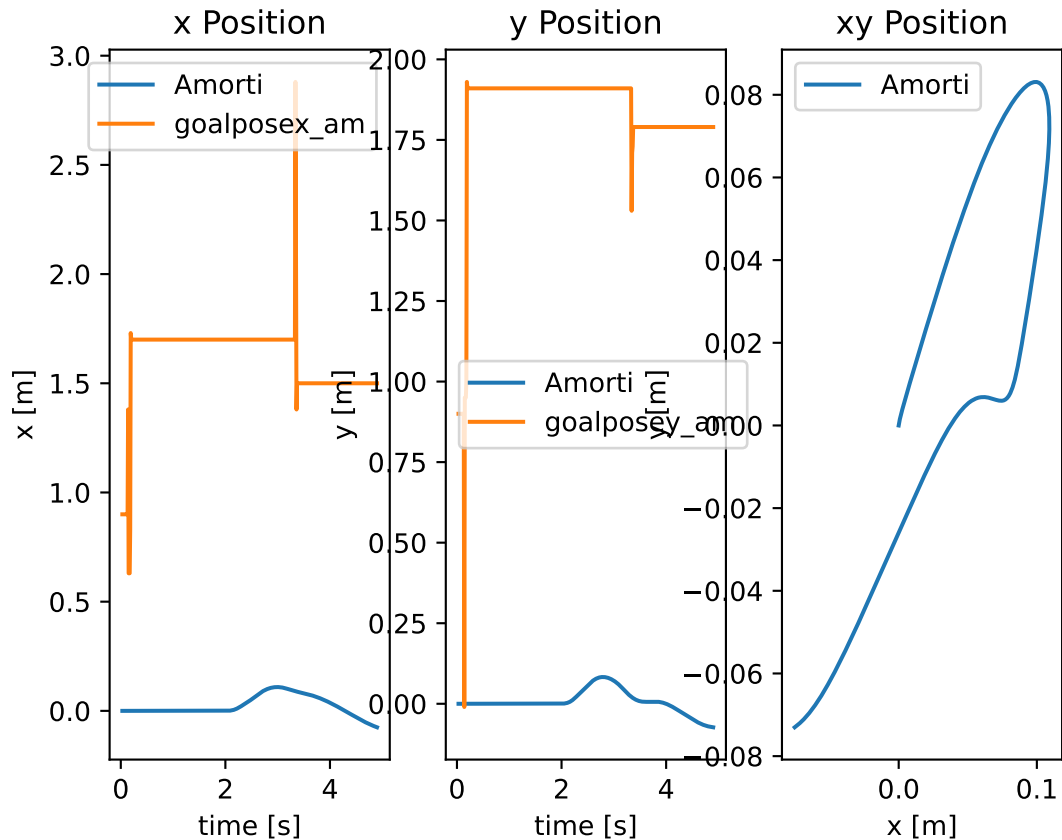 x Position
3.0
2.5
2.0
1.5
1.0
0.5
0.0
x [m]
0
2
4
time [s]
Amorti
goalposex_am
y Position
2.00
1.75
1.50
1.25
1.00
0.75
0.50
0.25
0.00
y [m]
0
2
4
time [s]
Amorti
goalposey_am
xy Position
0.08
0.06
0.04
0.02
0.00
−0.02
−0.04
−0.06
−0.08
y [m]
0.0
0.1
x [m]
Amorti